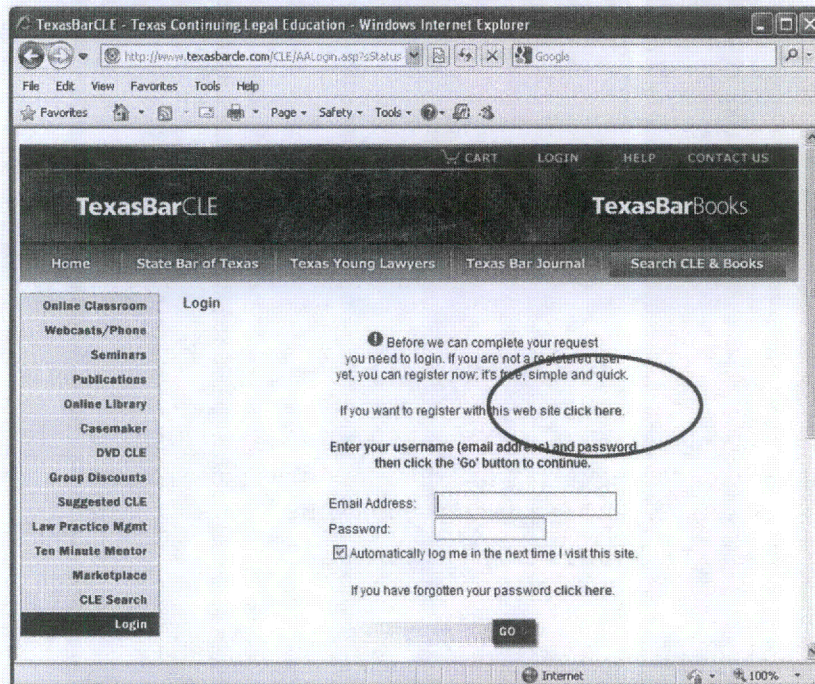 TexasBarCLE - Texas Continuing Legal Education - Windows Internet Explorer
http://www.texasbarcle.com/CLE/AALogin.asp?sStatus
Google
File Edit View Favorites Tools Help
Favorites Page Safety Tools
CART LOGIN HELP CONTACT US
TexasBarCLE TexasBarBooks
Home State Bar of Texas Texas Young Lawyers Texas Bar Journal Search CLE & Books
Online Classroom
Webcasts/Phone
Seminars
Publications
Online Library
Casemaker
DVD CLE
Group Discounts
Suggested CLE
Law Practice Mgmt
Ten Minute Mentor
Marketplace
CLE Search
Login
Login
Before we can complete your request
you need to login. If you are not a registered user
yet, you can register now; it's free, simple and quick.
If you want to register with this web site click here.
Enter your username (email address) and password
then click the 'Go' button to continue.
Email Address:
Password:
Automatically log me in the next time I visit this site.
If you have forgotten your password click here.
GO
Internet 100%